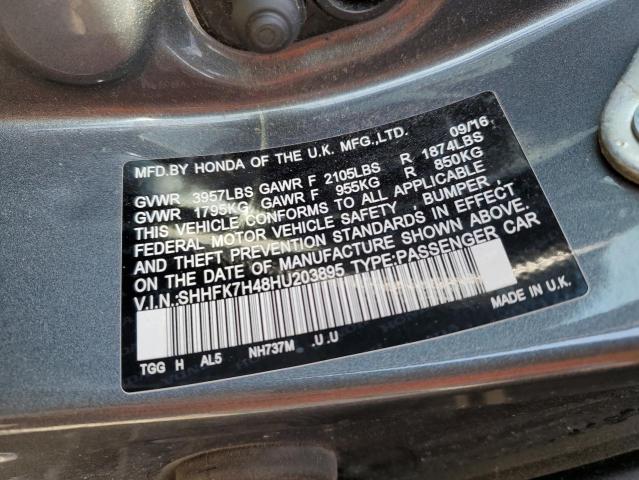 MFD.BY HONDA OF THE U.K. MFG.,LTD. 09/16
GVWR 3957LBS GAWR F 2105LBS R 1874LBS
GVWR 1795KG GAWR F 955KG R 850KG
THIS VEHICLE CONFORMS TO ALL APPLICABLE
FEDERAL MOTOR VEHICLE SAFETY , BUMPER ,
AND THEFT PREVENTION STANDARDS IN EFFECT
ON THE DATE OF MANUFACTURE SHOWN ABOVE.
V.I.N.:SHHFK7H48HU203895 TYPE:PASSENGER CAR
TGG H AL5 NH737M .U .U MADE IN U.K.